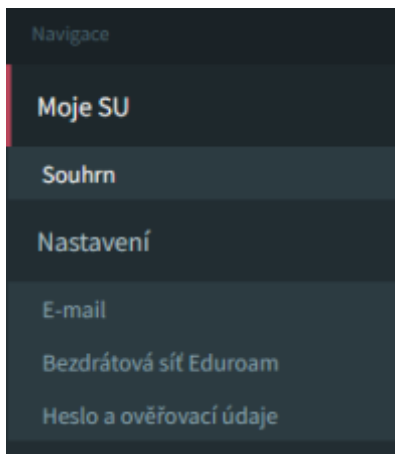 Navigace
Moje SU
Souhrn
Nastavení
E-mail
Bezdrátová síť Eduroam
Heslo a ověřovací údaje